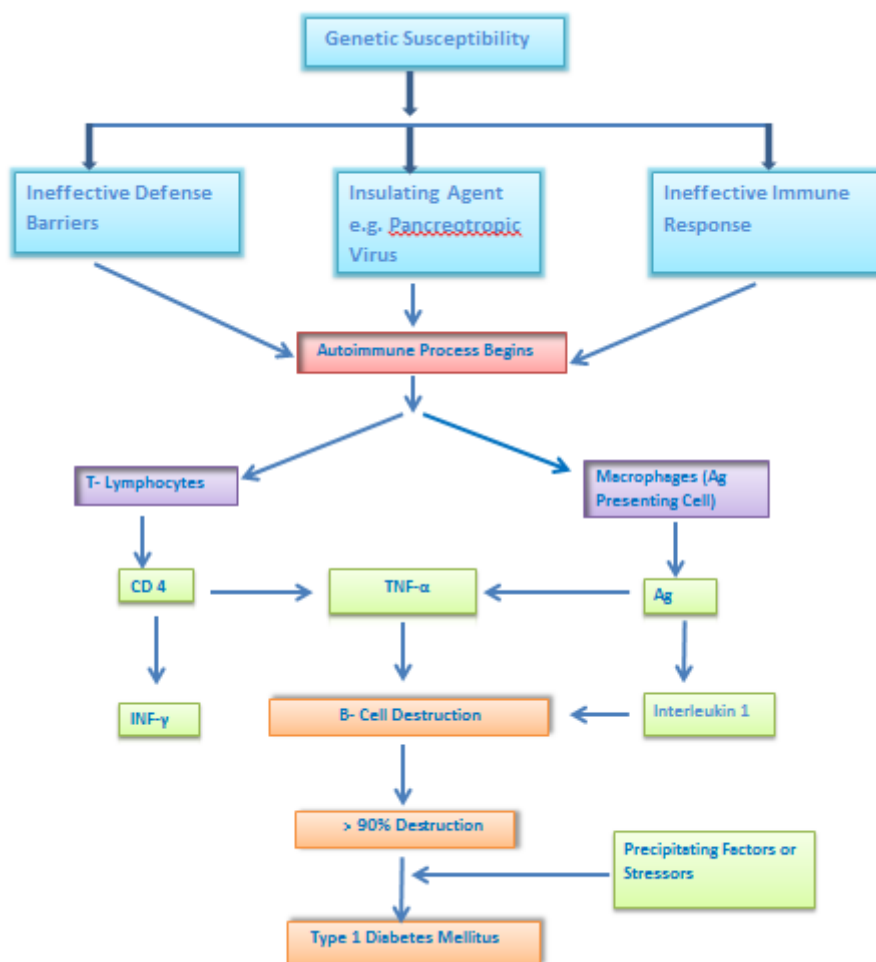 Genetic Susceptibility
Ineffective Defense
Barriers
Insulating Agent
e.g. Pancreotropic
Virus
Ineffective Immune
Response
Autoimmune Process Begins
T- Lymphocytes
Macrophages (Ag
Presenting Cell)
CD 4
TNF-α
Ag
INF-γ
B- Cell Destruction
Interleukin 1
> 90% Destruction
Precipitating Factors or
Stressors
Type 1 Diabetes Mellitus